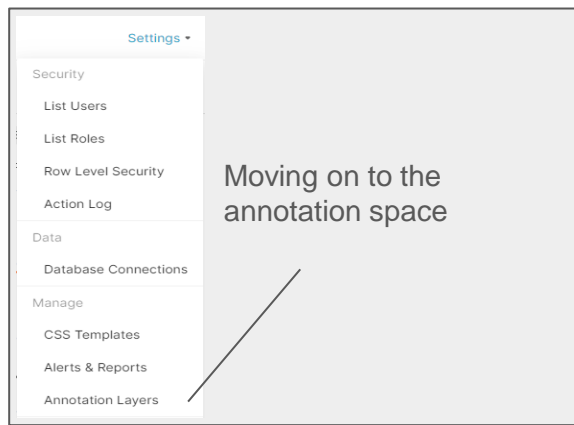 Settings
Security
List Users
List Roles
Row Level Security
Action Log
Data
Database Connections
Manage
CSS Templates
Alerts & Reports
Annotation Layers
Moving on to the
annotation space